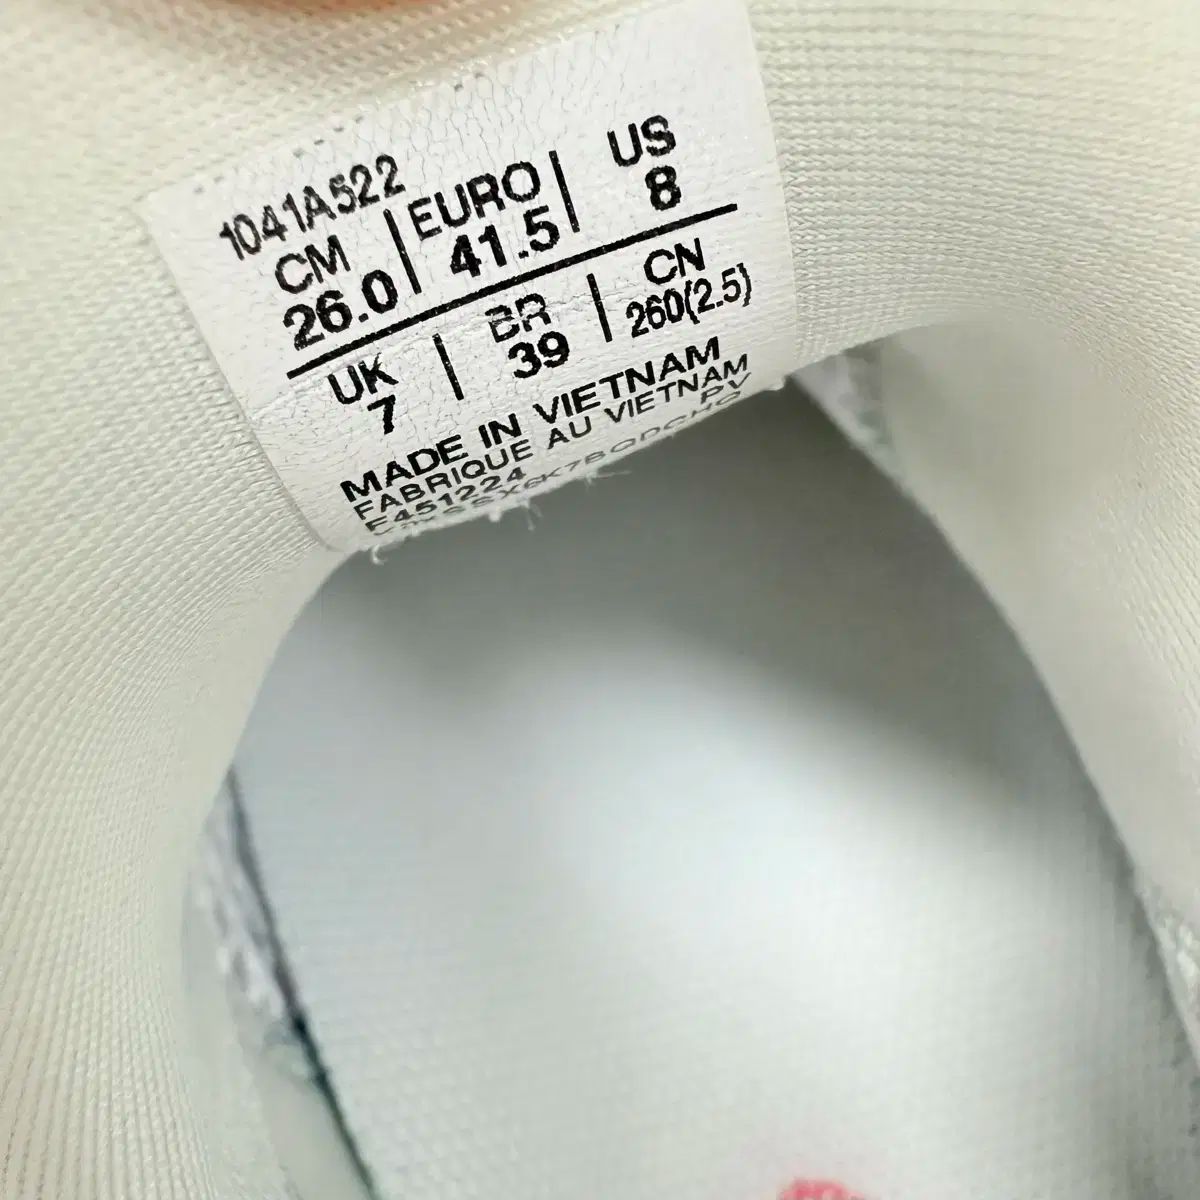 1041A522
CM | EURO | US
26.0 | 41.5 | 8
UK | BR | CN
7 | 39 | 260(2.5)
MADE IN VIETNAM
FABRIQUE AU VIETNAM
F451224 PV